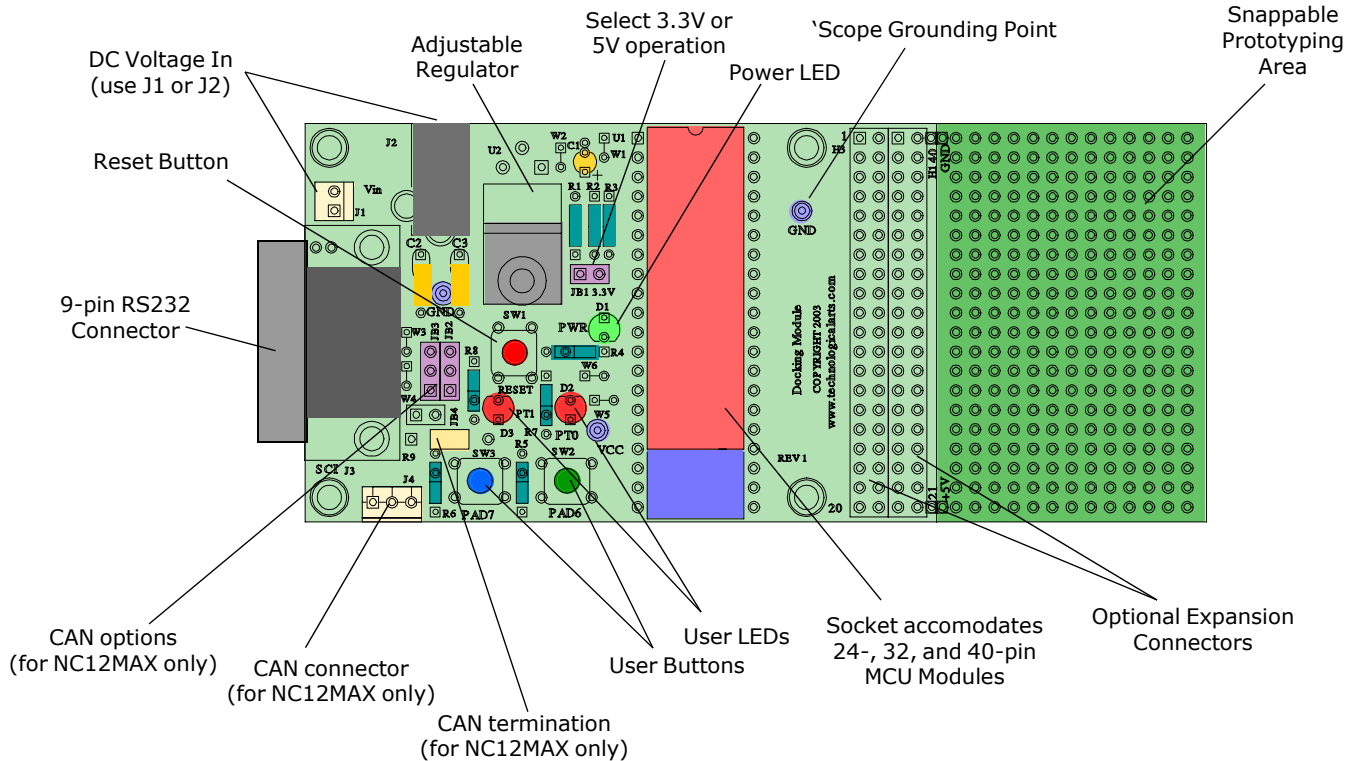 Select 3.3V or
5V operation
'Scope Grounding Point
Snappable
Prototyping
Area
DC Voltage In
(use J1 or J2)
Adjustable
Regulator
Power LED
Reset Button
9-pin RS232
Connector
J2
U2
W2
C1
U1
W1
+
R1
R2
R3
Vin
J1
C2
C3
GND
JB1 3.3V
D1
PWR
SW1
R4
W3
JB3
JB2
R8
W6
W4
RESET
D2
JB4
PT1
D3
R7
PT0
W5
VCC
R9
R5
SW3
SW2
SCI
J3
J4
R6
PAD7
PAD6
1
H3
GND
Docking Module
COPYRIGHT 2003
www.technologicalarts.com
REV 1
20
H1 40
GND
21
+5V
CAN options
(for NC12MAX only)
CAN connector
(for NC12MAX only)
CAN termination
(for NC12MAX only)
User LEDs
User Buttons
Socket accomodates
24-, 32, and 40-pin
MCU Modules
Optional Expansion
Connectors